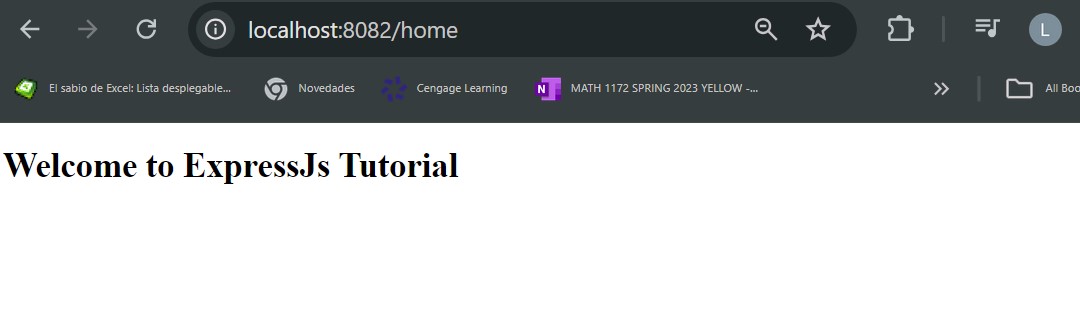 localhost:8082/home
L
El sabio de Excel: Lista desplegable...
Novedades
Cengage Learning
N
MATH 1172 SPRING 2023 YELLOW -...
All Boo
Welcome to ExpressJs Tutorial